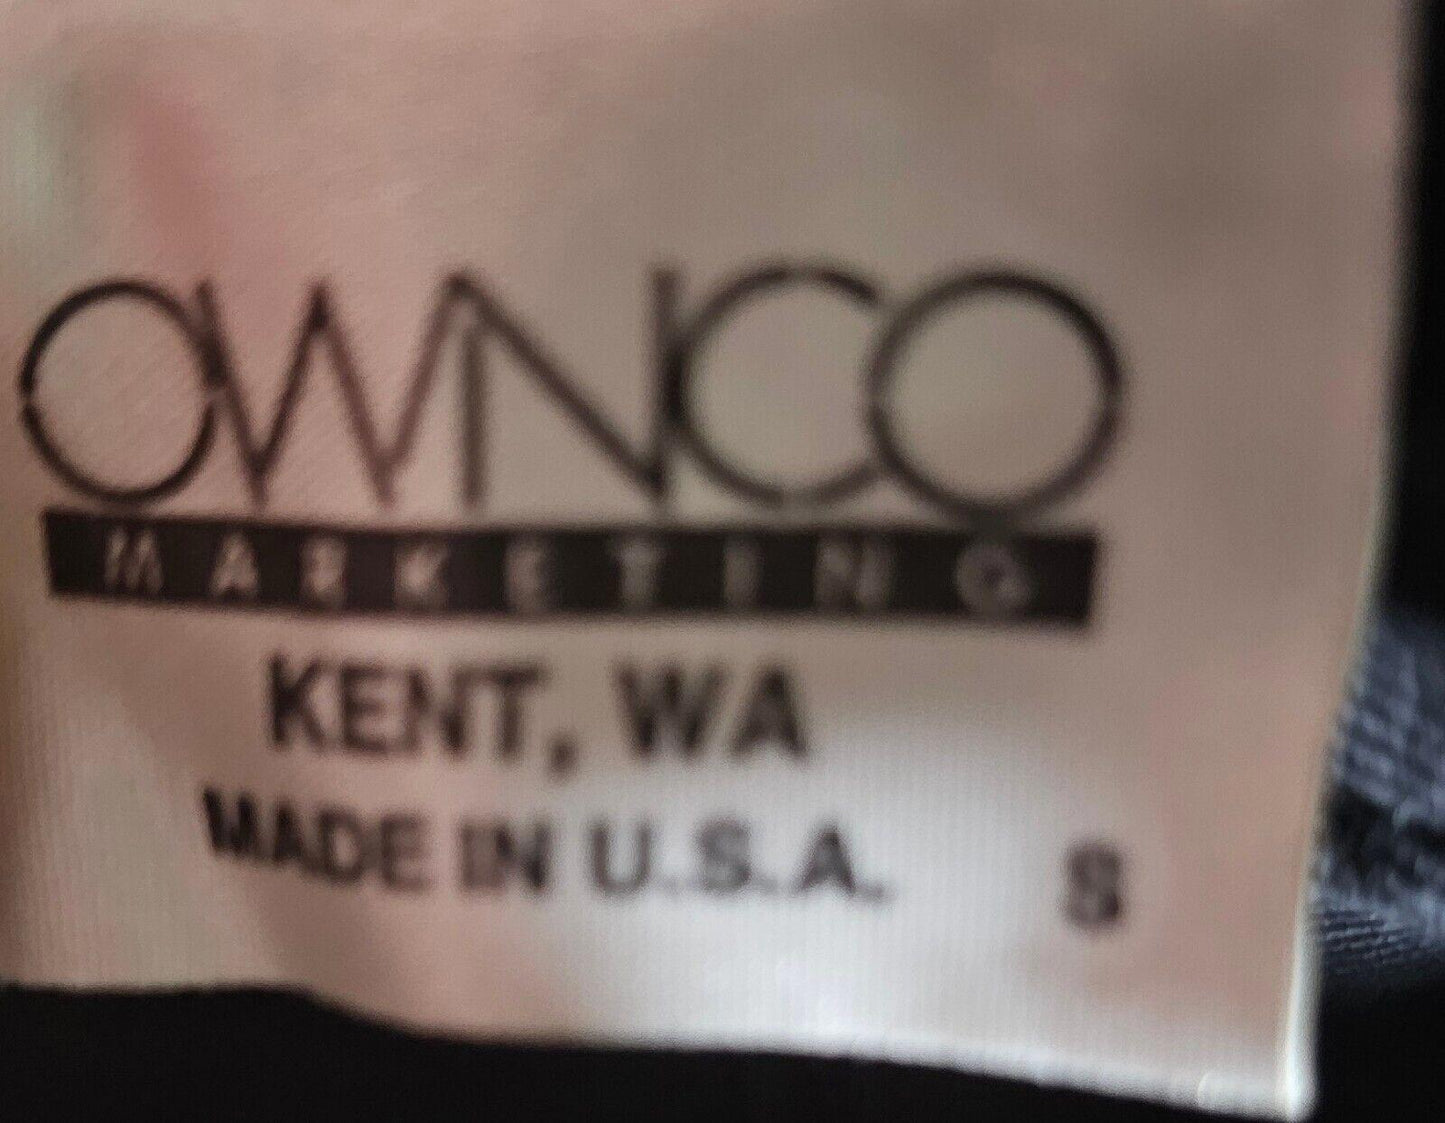 OWNCO
MARKETING
KENT, WA
MADE IN U.S.A. S